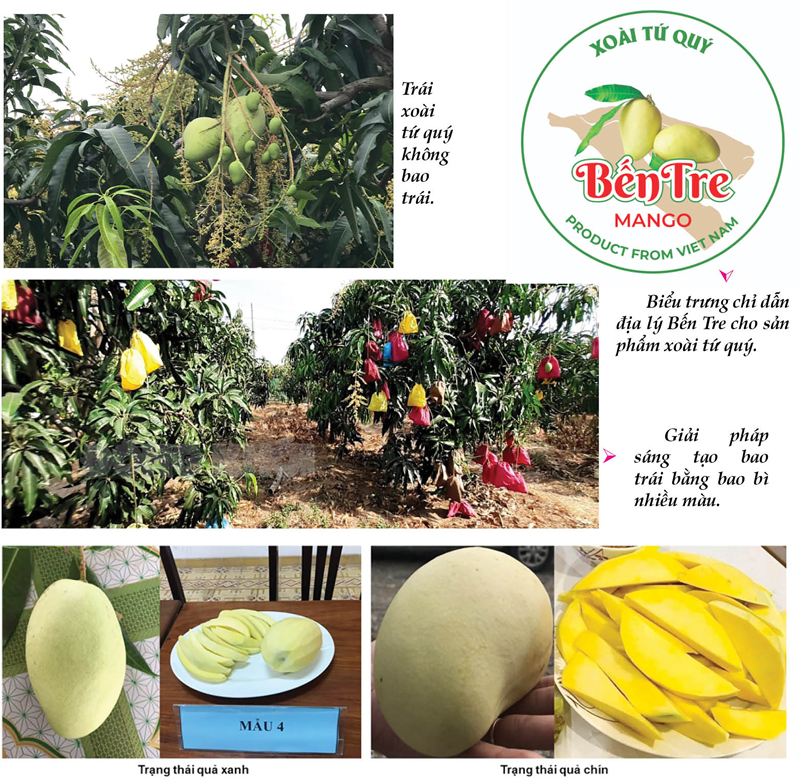 Trái
xoài
tứ quý
không
bao
trái.
XOÀI TỨ QUÝ
BếnTre
MANGO
PRODUCT FROM VIET NAM
Biểu trưng chỉ dẫn
địa lý Bến Tre cho sản
phẩm xoài tứ quý.
Giải pháp
sáng tạo bao
trái bằng bao bì
nhiều màu.
MẪU 4
Trạng thái quả xanh
Trạng thái quả chín